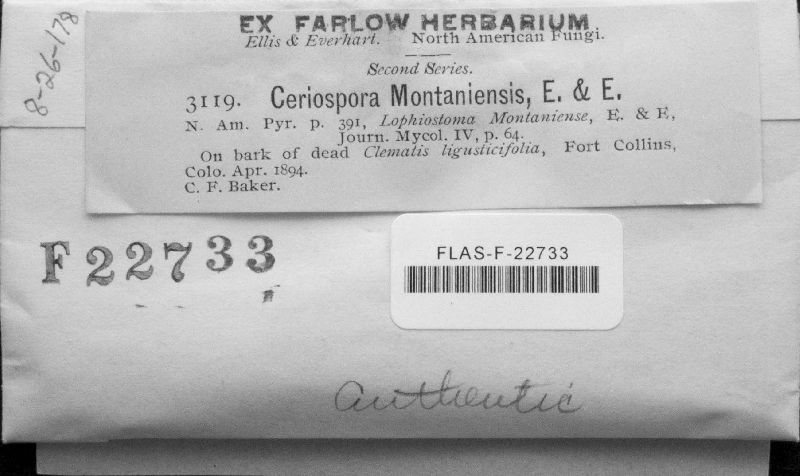 8-26-178
EX FARLOW HERBARIUM
Ellis & Everhart. North American Fungi.
Second Series.
3119. Ceriospora Montaniensis, E. & E.
N. Am. Pyr. p. 391, Lophiostoma Montaniense, E. & E,
Journ. Mycol. IV, p. 64.
On bark of dead Clematis ligusticifolia, Fort Collins,
Colo. Apr. 1894.
C. F. Baker.
F22733
FLAS-F-22733
authentic